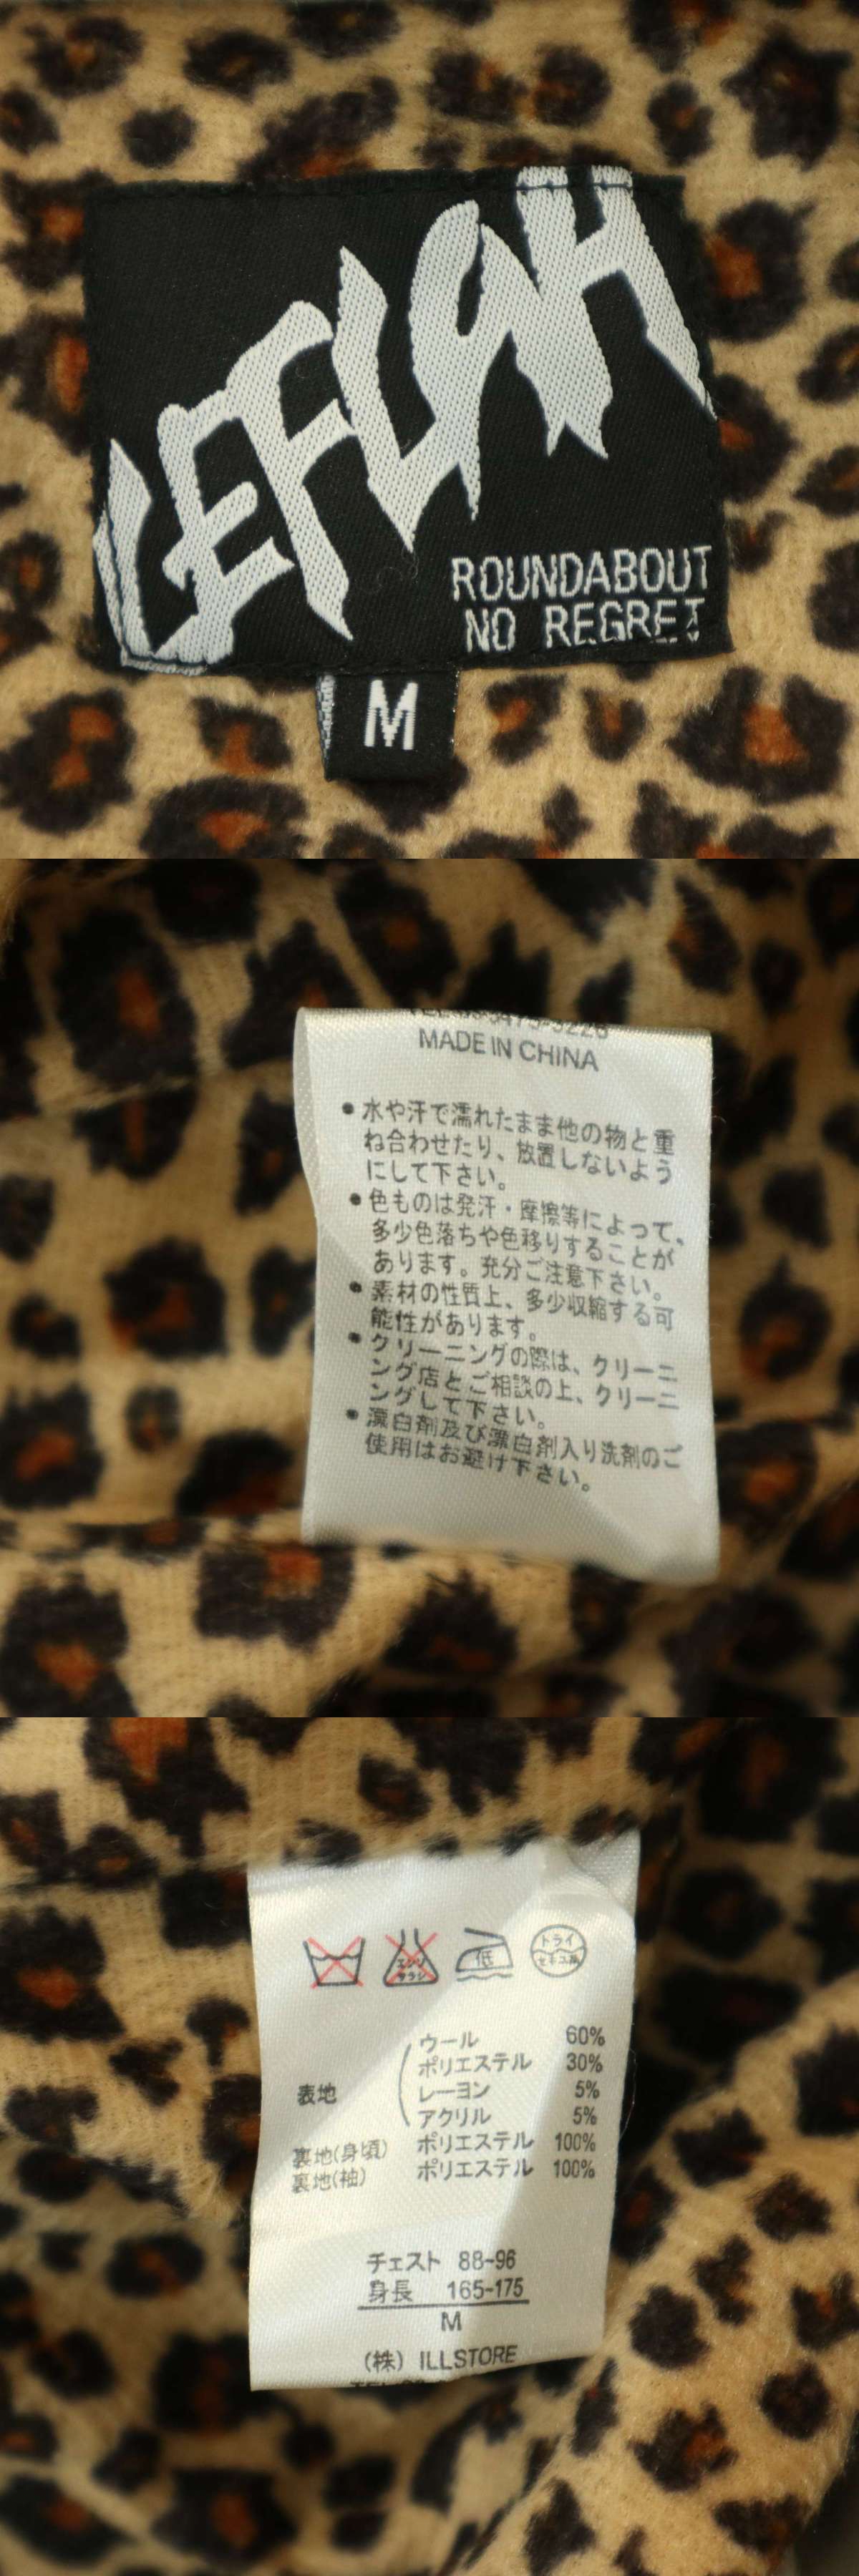 LEFLAH
ROUNDABOUT
NO REGRET
M
MADE IN CHINA
●水や汗で濡れたまま他の物と重
ね合わせたり、放置しないよう
にして下さい。
●色ものは発汗・摩擦等によって、
多少色落ちや色移りすることが
あります。充分ご注意下さい。
●素材の性質上、多少収縮する可
能性があります。
●クリーニングの際は、クリーニ
ング店とご相談の上、クリーニ
ングして下さい。
●漂白剤及び漂白剤入り洗剤のご
使用はお避け下さい。
エンソ サラシ 低 ドライ セキユ系
表地 ウール 60%
ポリエステル 30%
レーヨン 5%
アクリル 5%
裏地(身頃) ポリエステル 100%
裏地(袖) ポリエステル 100%
チェスト 88-96
身長 165-175
M
(株) ILLSTORE